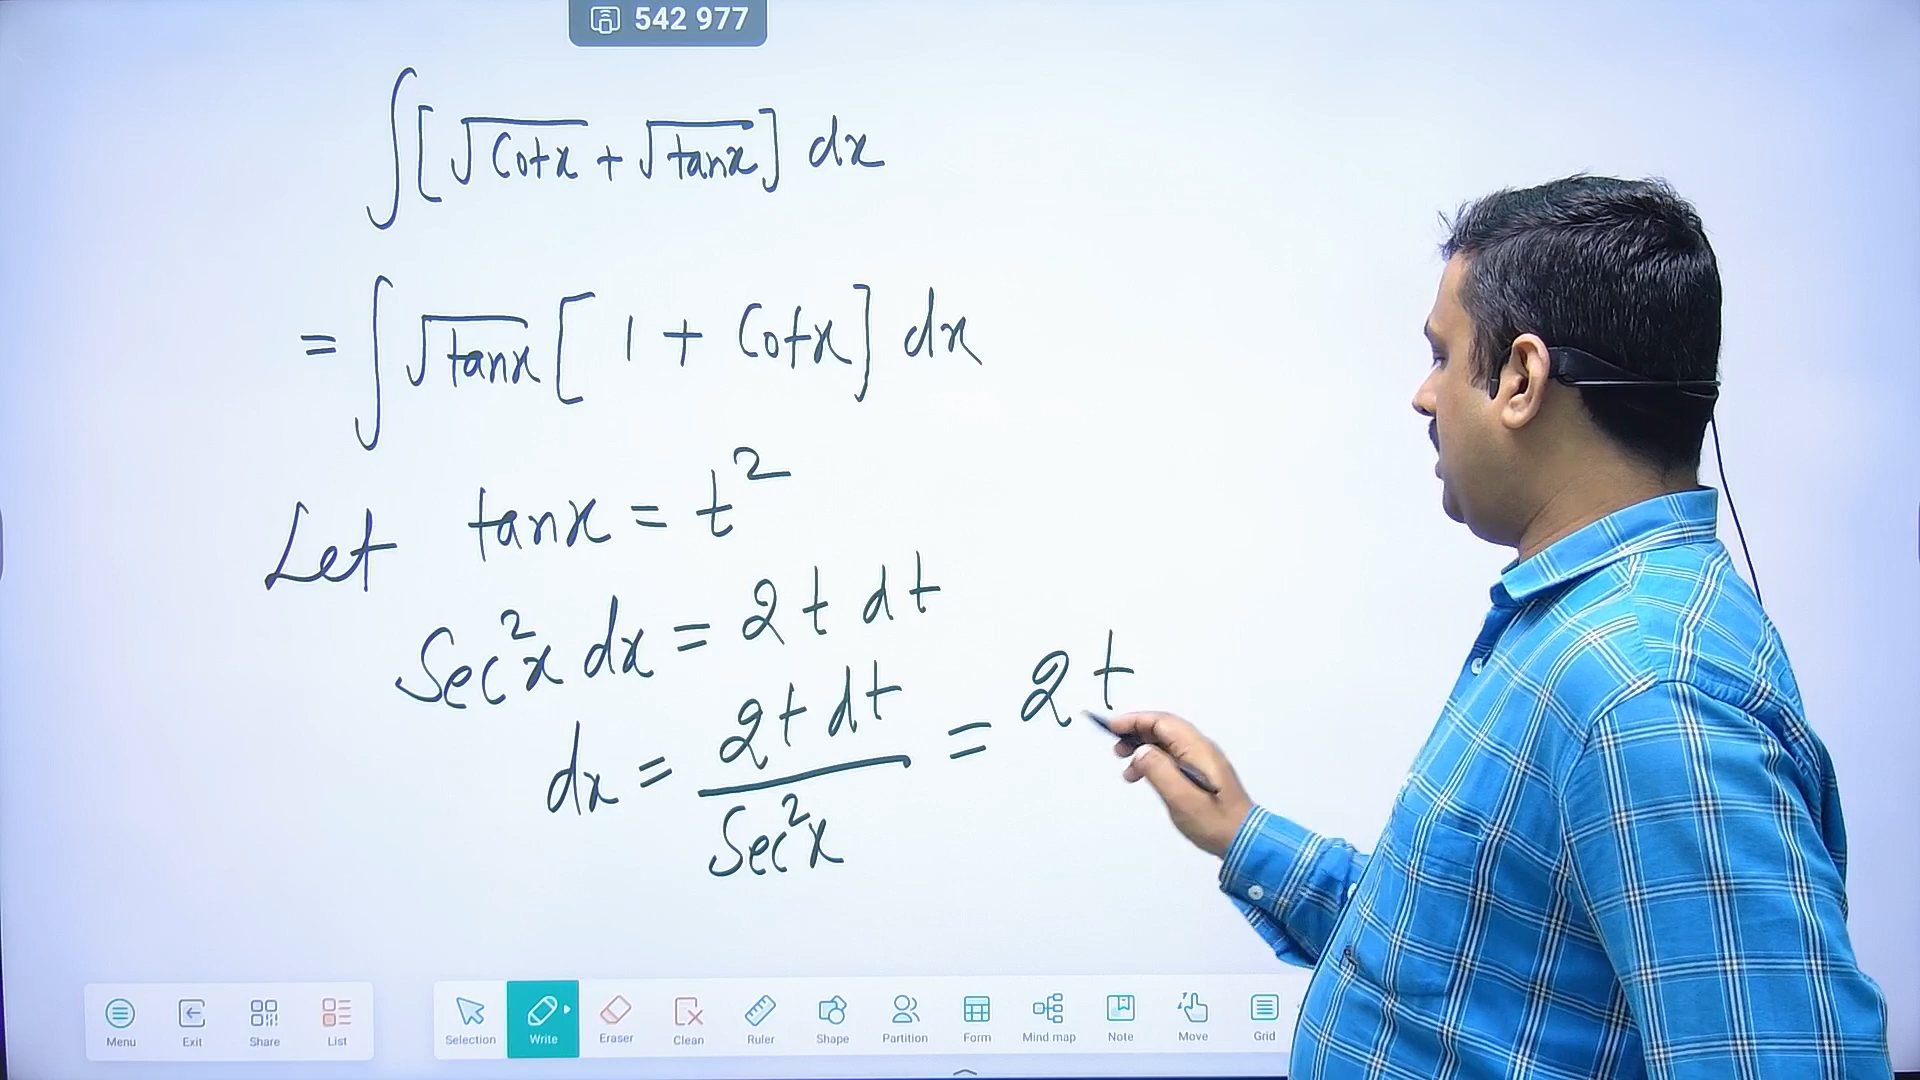 542 977
∫[√Cotx + √tanx] dx
= ∫√tanx [1 + Cotx] dx
Let tanx = t²
Sec²x dx = 2t dt
dx = 2t dt / Sec²x = 2t
Menu Exit Share List Selection Write Eraser Clean Ruler Shape Partition Form Mind map Note Move Grid